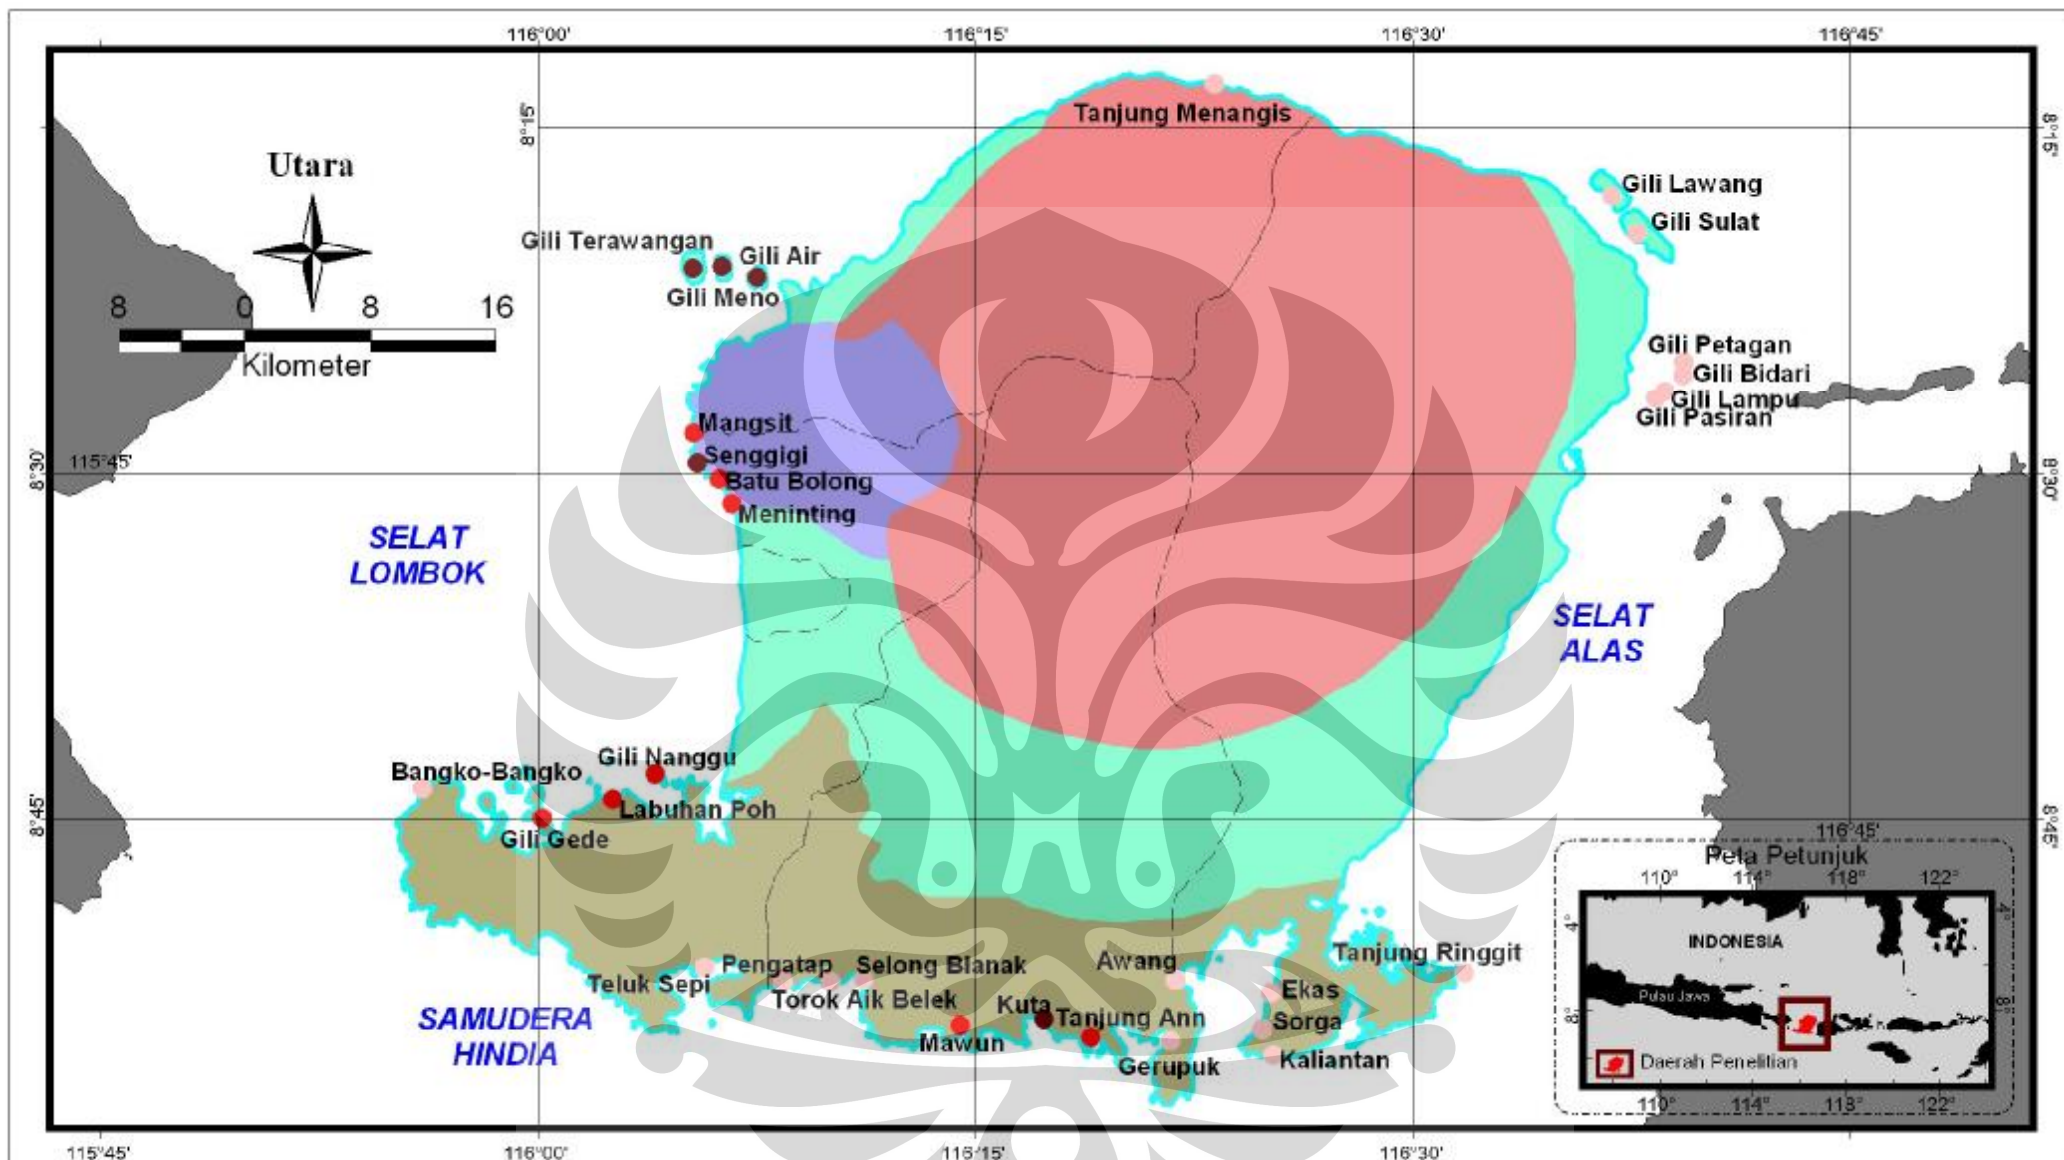 116°00'
116°15'
116°30'
116°45'
8°15'
8°15'
Utara
8 0 8 16
Kilometer
Tanjung Menangis
Gili Lawang
Gili Sulat
Gili Terawangan
Gili Air
Gili Meno
Gili Petagan
Gili Bidari
Gili Lampu
Gili Pasiran
Mangsit
Senggigi
Batu Bolong
Meninting
8°30'
115°45'
8°30'
SELAT
LOMBOK
SELAT
ALAS
Gili Nanggu
Bangko-Bangko
Labuhan Poh
Gili Gede
8°45'
8°45'
116°45'
Peta Petunjuk
110° 114° 118° 122°
4°
4°
INDONESIA
Pulau Jawa
8°
8°
Daerah Penelitian
110° 114° 118° 122°
Tanjung Ringgit
Awang
Pengatap
Selong Blanak
Teluk Sepi
Torok Aik Belek
Ekas
Kuta
Tanjung Ann
Sorga
Mawun
Gerupuk
Kaliantan
SAMUDERA
HINDIA
115°45'
116°00'
116°15'
116°30'